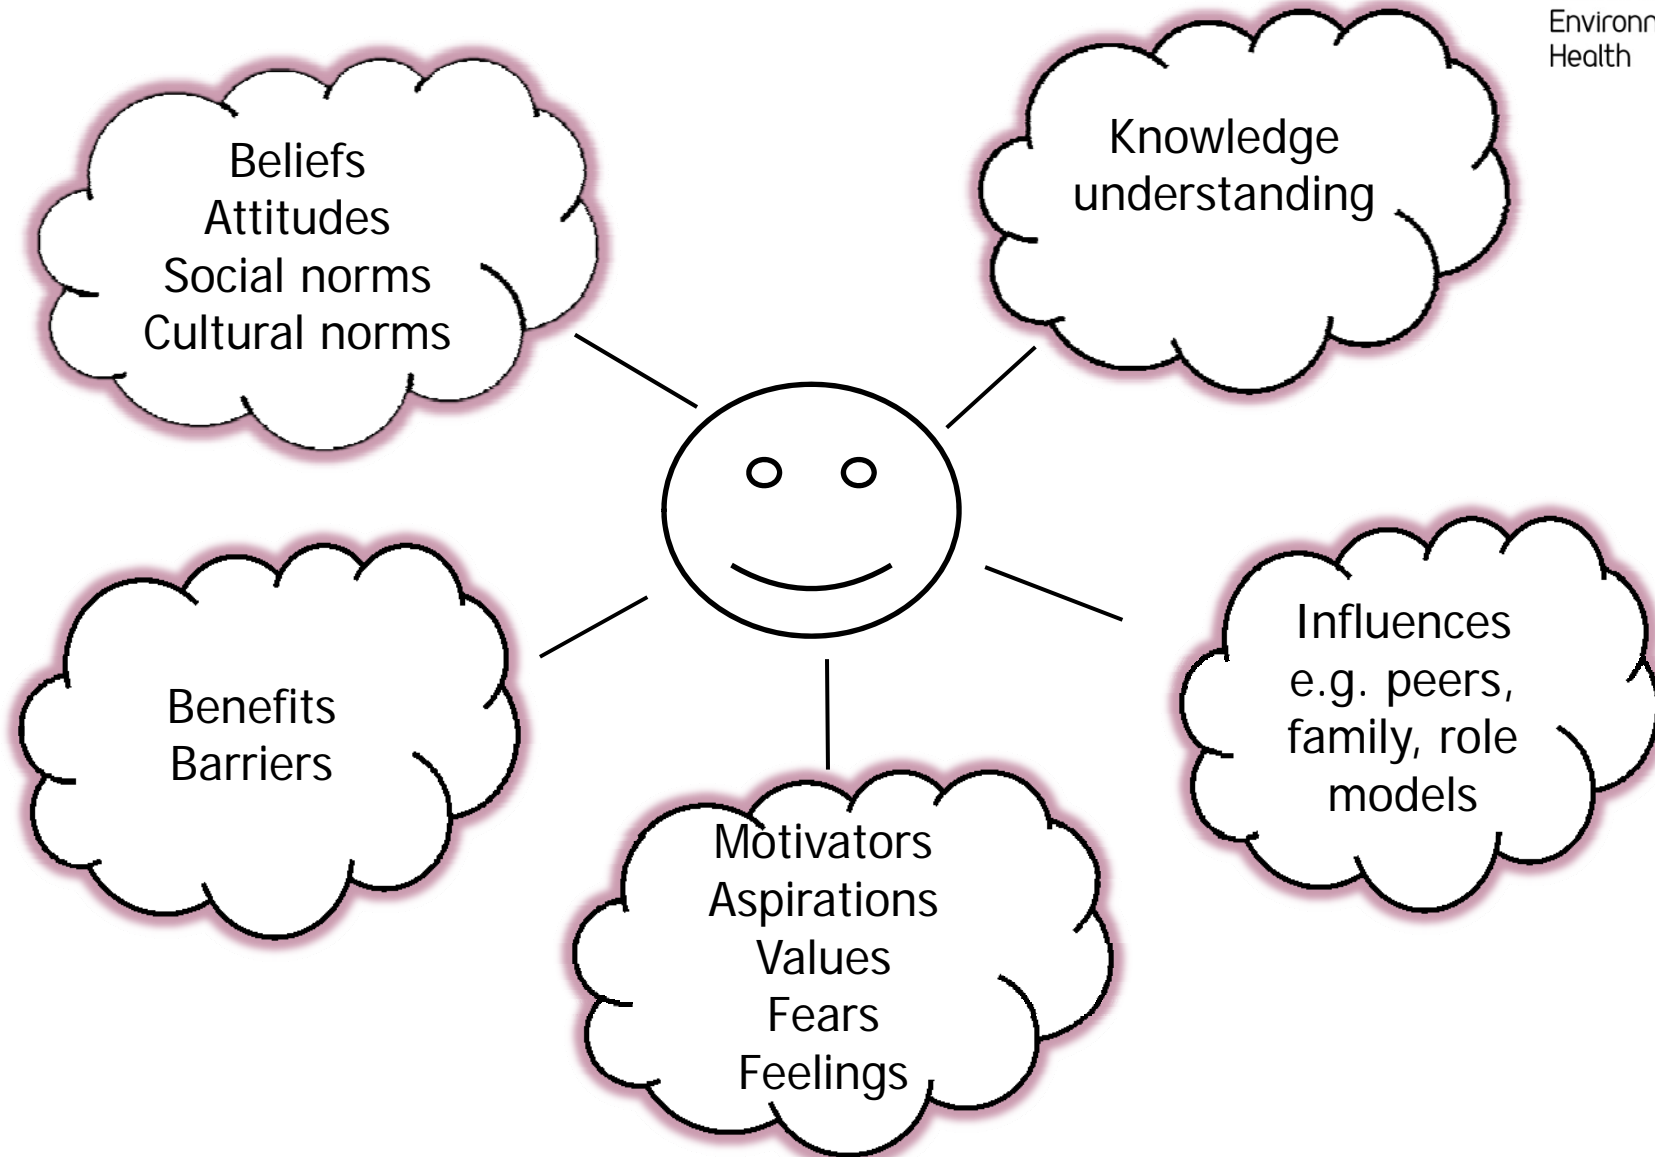 Health
Beliefs
Attitudes
Social norms
Cultural norms
Knowledge
understanding
Benefits
Barriers
Motivators
Aspirations
Values
Fears
Feelings
Influences
e.g. peers,
family, role
models